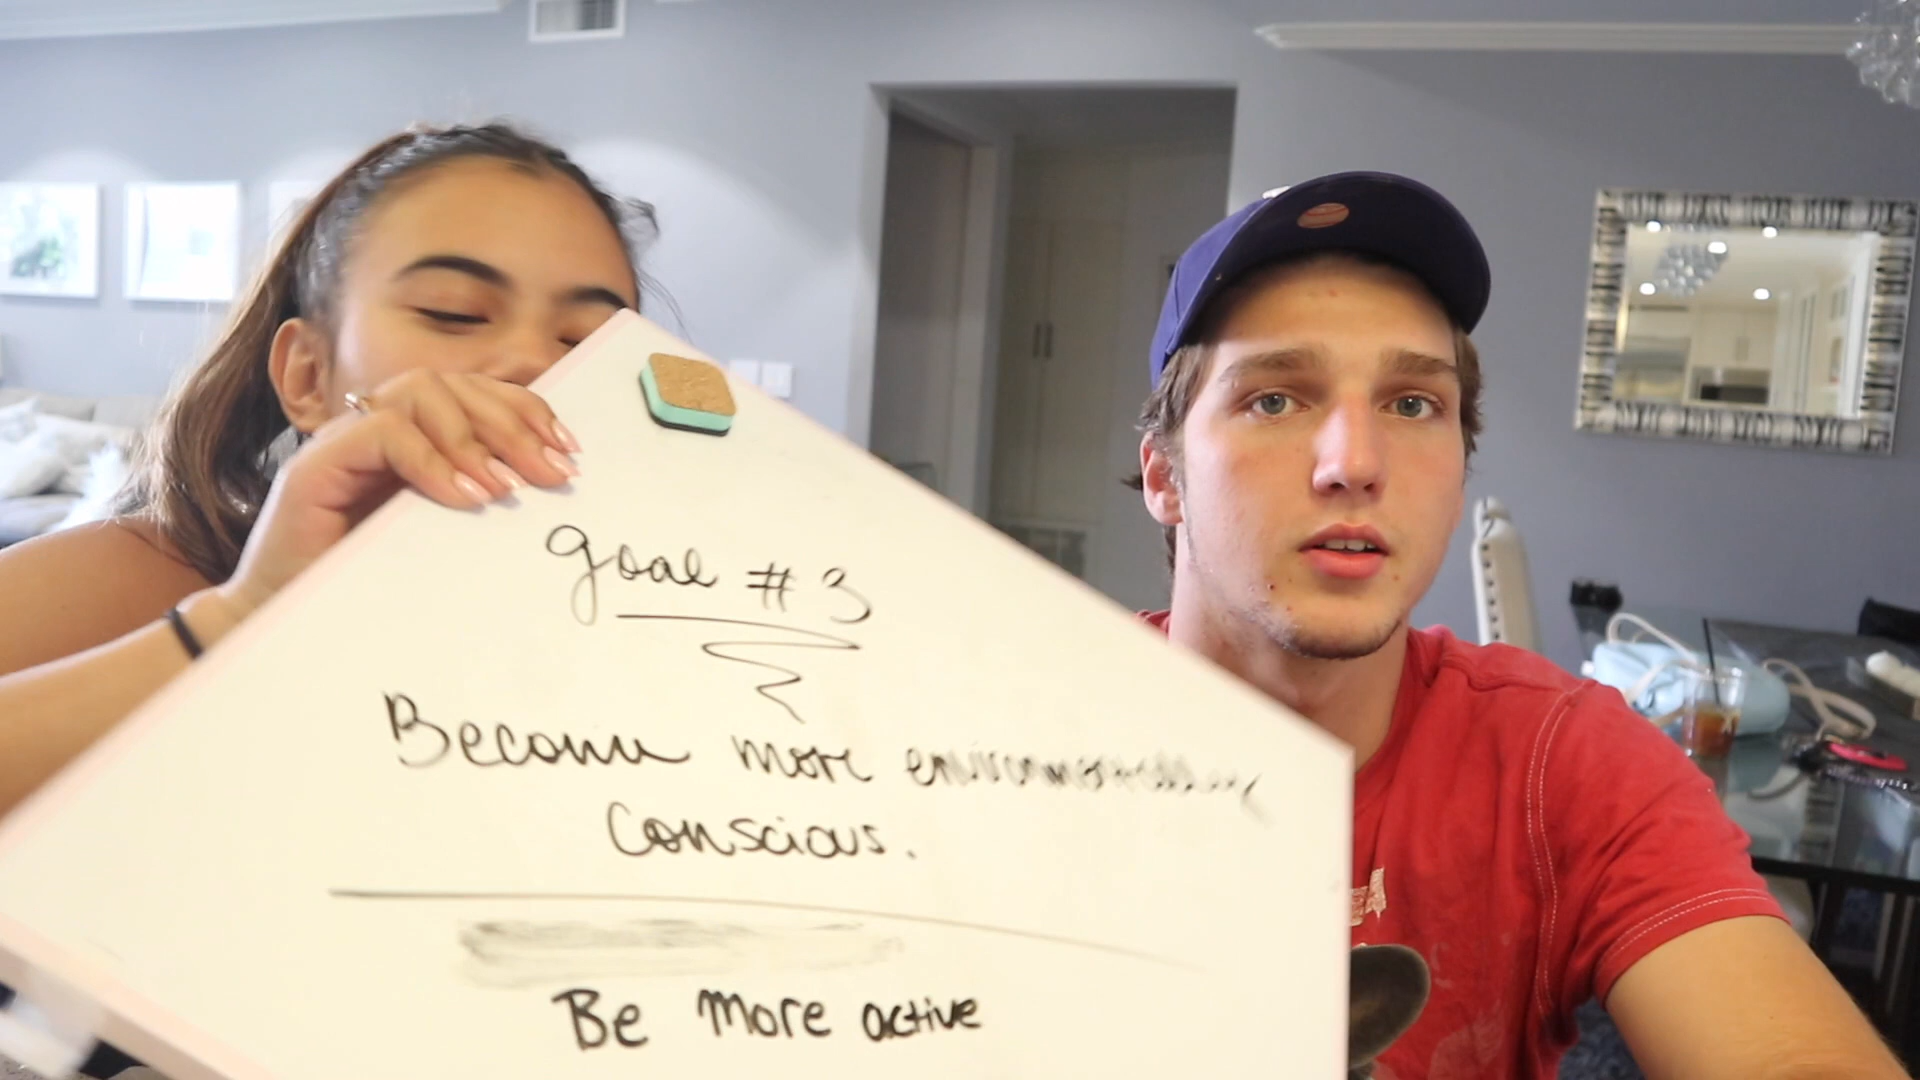 goal #3
Become more environmentally
Conscious.
Be more active